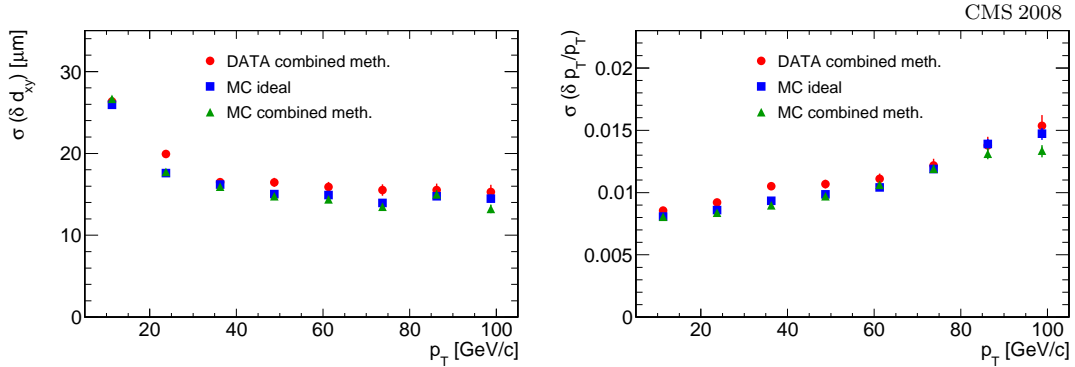 CMS 2008
σ (δ d_xy) [μm]
30
20
10
0
DATA combined meth.
MC ideal
MC combined meth.
20 40 60 80 100
p_T [GeV/c]
σ (δ p_T/p_T)
0.02
0.015
0.01
0.005
0
DATA combined meth.
MC ideal
MC combined meth.
20 40 60 80 100
p_T [GeV/c]